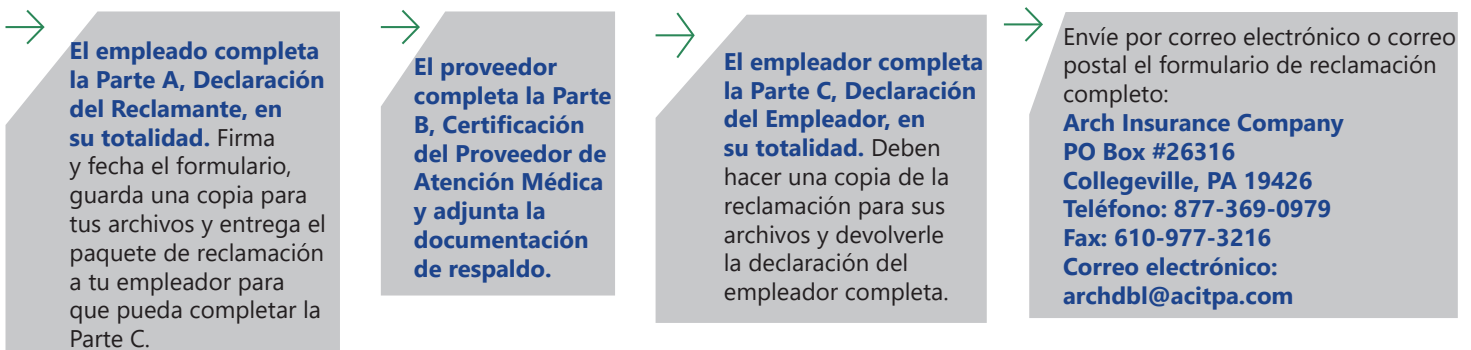 El empleado completa
la Parte A, Declaración
del Reclamante, en
su totalidad. Firma
y fecha el formulario,
guarda una copia para
tus archivos y entrega el
paquete de reclamación
a tu empleador para
que pueda completar la
Parte C.
El proveedor
completa la Parte
B, Certificación
del Proveedor de
Atención Médica
y adjunta la
documentación
de respaldo.
El empleador completa
la Parte C, Declaración
del Empleador, en
su totalidad. Deben
hacer una copia de la
reclamación para sus
archivos y devolverle
la declaración del
empleador completa.
Envíe por correo electrónico o correo
postal el formulario de reclamación
completo:
Arch Insurance Company
PO Box #26316
Collegeville, PA 19426
Teléfono: 877-369-0979
Fax: 610-977-3216
Correo electrónico:
archdbl@acitpa.com